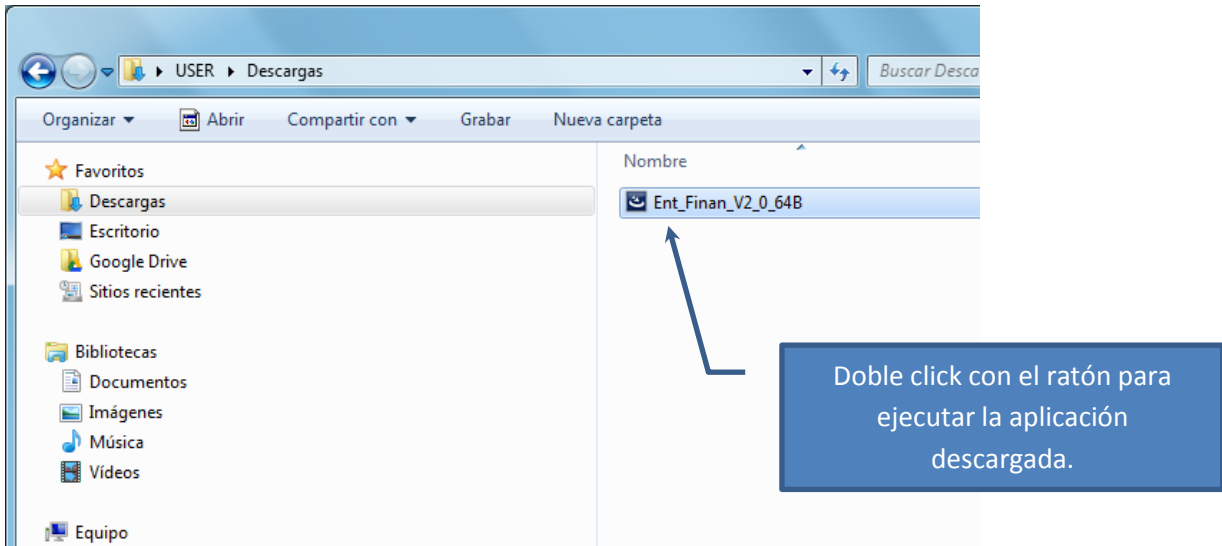 USER Descargas
Buscar Desca
Organizar Abrir Compartir con Grabar Nueva carpeta
Favoritos
Descargas
Escritorio
Google Drive
Sitios recientes
Bibliotecas
Documentos
Imágenes
Música
Vídeos
Equipo
Nombre
Ent_Finan_V2_0_64B
Doble click con el ratón para
ejecutar la aplicación
descargada.